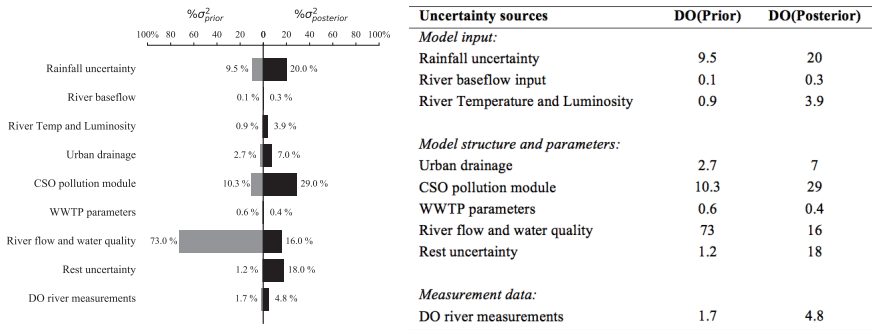 %σ²prior %σ²posterior
100% 80 60 40 20 0 20 40 60 80 100%
Rainfall uncertainty 9.5 % 20.0 %
River baseflow 0.1 % 0.3 %
River Temp and Luminosity 0.9 % 3.9 %
Urban drainage 2.7 % 7.0 %
CSO pollution module 10.3 % 29.0 %
WWTP parameters 0.6 % 0.4 %
River flow and water quality 73.0 % 16.0 %
Rest uncertainty 1.2 % 18.0 %
DO river measurements 1.7 % 4.8 %
Uncertainty sources DO(Prior) DO(Posterior)
Model input:
Rainfall uncertainty 9.5 20
River baseflow input 0.1 0.3
River Temperature and Luminosity 0.9 3.9
Model structure and parameters:
Urban drainage 2.7 7
CSO pollution module 10.3 29
WWTP parameters 0.6 0.4
River flow and water quality 73 16
Rest uncertainty 1.2 18
Measurement data:
DO river measurements 1.7 4.8